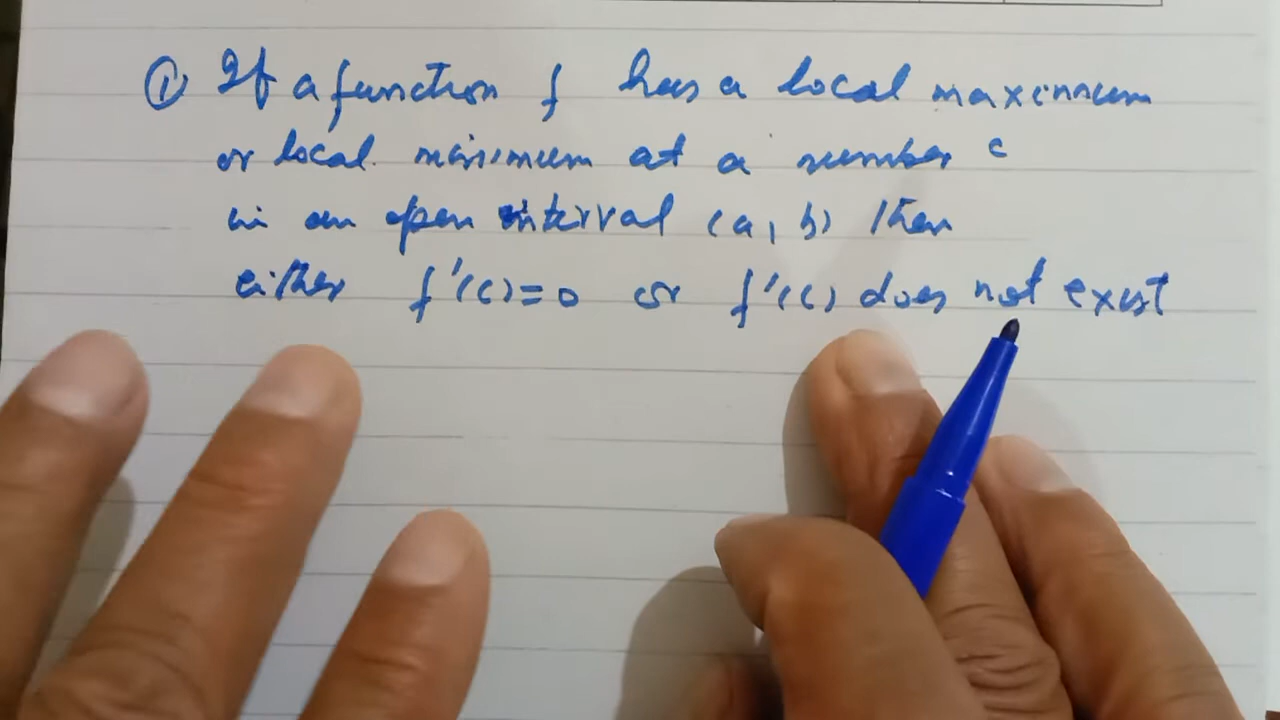 ① If a function f has a local maximum
or local minimum at a number c
in an open interval (a, b) then
either f'(c)=0 or f'(c) does not exist